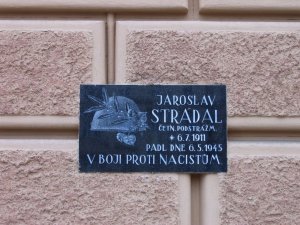 JAROSLAV
STRÁDAL
ČETN. PODSTRÁŽM.
* 6.7.1911
PADL DNE 6.5.1945
V BOJI PROTI NACISTŮM